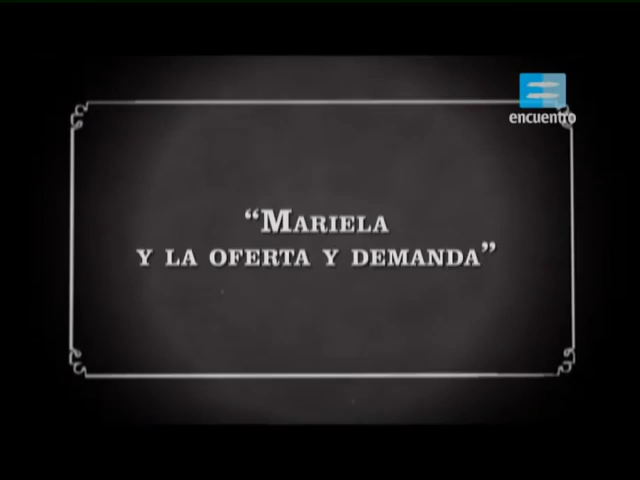 encuentro
“MARIELA
Y LA OFERTA Y DEMANDA”